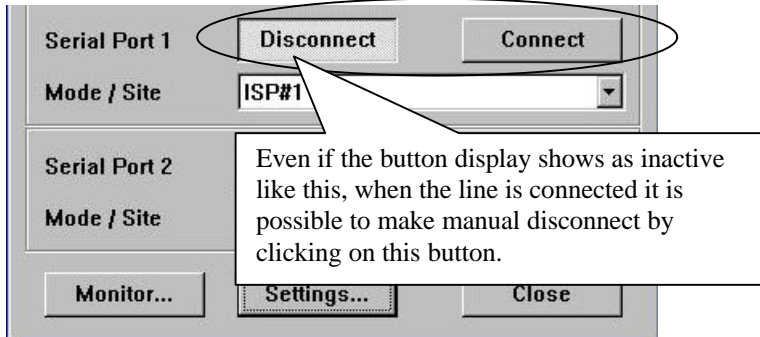 Serial Port 1 Disconnect Connect
Mode / Site ISP#1
Serial Port 2
Mode / Site
Even if the button display shows as inactive
like this, when the line is connected it is
possible to make manual disconnect by
clicking on this button.
Monitor... Settings... Close